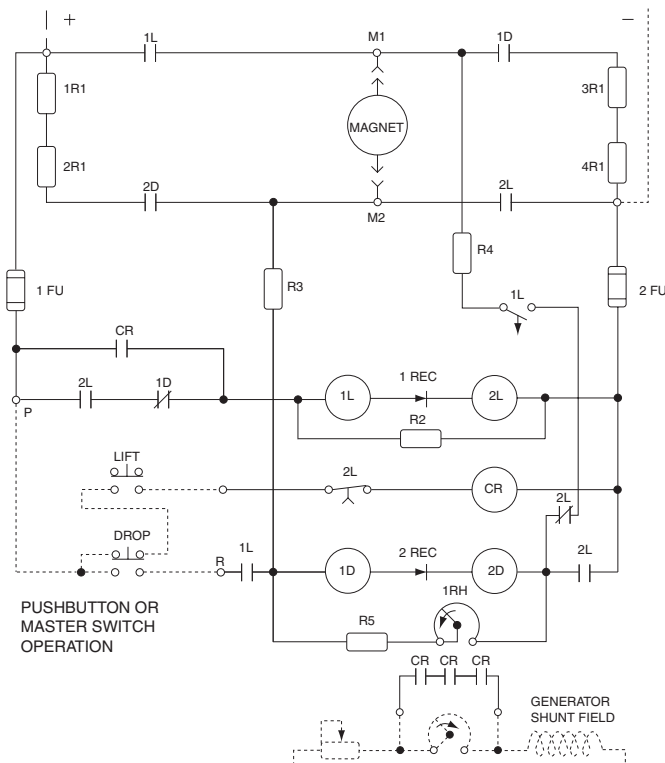 +
−
1L
M1
1D
1R1
3R1
MAGNET
2R1
4R1
2D
2L
M2
R4
R3
1 FU
2 FU
1L
CR
2L
1D
1L
1 REC
2L
P
R2
LIFT
2L
CR
2L
DROP
R
1L
1D
2 REC
2D
2L
1RH
PUSHBUTTON OR
MASTER SWITCH
OPERATION
R5
CR CR CR
GENERATOR
SHUNT FIELD